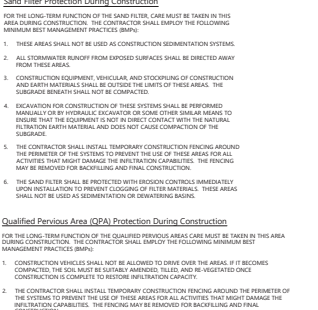 Sand Filter Protection During Construction
FOR THE LONG-TERM FUNCTION OF THE SAND FILTER, CARE MUST BE TAKEN IN THIS
AREA DURING CONSTRUCTION. THE CONTRACTOR SHALL EMPLOY THE FOLLOWING
MINIMUM BEST MANAGEMENT PRACTICES (BMPs):
1. THESE AREAS SHALL NOT BE USED AS CONSTRUCTION SEDIMENTATION SYSTEMS.
2. ALL STORMWATER RUNOFF FROM EXPOSED SURFACES SHALL BE DIRECTED AWAY
FROM THESE AREAS.
3. CONSTRUCTION EQUIPMENT, VEHICULAR, AND STOCKPILING OF CONSTRUCTION
AND EARTH MATERIALS SHALL BE OUTSIDE THE LIMITS OF THESE AREAS. THE
SUBGRADE BENEATH SHALL NOT BE COMPACTED.
4. EXCAVATION FOR CONSTRUCTION OF THESE SYSTEMS SHALL BE PERFORMED
MANUALLY OR BY HYDRAULIC EXCAVATOR OR SOME OTHER SIMILAR MEANS TO
ENSURE THAT THE EQUIPMENT IS NOT IN DIRECT CONTACT WITH THE NATURAL
FILTRATION EARTH MATERIAL AND DOES NOT CAUSE COMPACTION OF THE
SUBGRADE.
5. THE CONTRACTOR SHALL INSTALL TEMPORARY CONSTRUCTION FENCING AROUND
THE PERIMETER OF THE SYSTEMS TO PREVENT THE USE OF THESE AREAS FOR ALL
ACTIVITIES THAT MIGHT DAMAGE THE INFILTRATION CAPABILITIES. THE FENCING
MAY BE REMOVED FOR BACKFILLING AND FINAL CONSTRUCTION.
6. THE SAND FILTER SHALL BE PROTECTED WITH EROSION CONTROLS IMMEDIATELY
UPON INSTALLATION TO PREVENT CLOGGING OF FILTER MATERIALS. THESE AREAS
SHALL NOT BE USED AS SEDIMENTATION OR DEWATERING BASINS.
Qualified Pervious Area (QPA) Protection During Construction
FOR THE LONG-TERM FUNCTION OF THE QUALIFIED PERVIOUS AREAS CARE MUST BE TAKEN IN THIS AREA
DURING CONSTRUCTION. THE CONTRACTOR SHALL EMPLOY THE FOLLOWING MINIMUM BEST
MANAGEMENT PRACTICES (BMPs):
1. CONSTRUCTION VEHICLES SHALL NOT BE ALLOWED TO DRIVE OVER THE AREAS. IF IT BECOMES
COMPACTED, THE SOIL MUST BE SUITABLY AMENDED, TILLED, AND RE-VEGETATED ONCE
CONSTRUCTION IS COMPLETE TO RESTORE INFILTRATION CAPACITY.
2. THE CONTRACTOR SHALL INSTALL TEMPORARY CONSTRUCTION FENCING AROUND THE PERIMETER OF
THE SYSTEMS TO PREVENT THE USE OF THESE AREAS FOR ALL ACTIVITIES THAT MIGHT DAMAGE THE
INFILTRATION CAPABILITIES. THE FENCING MAY BE REMOVED FOR BACKFILLING AND FINAL